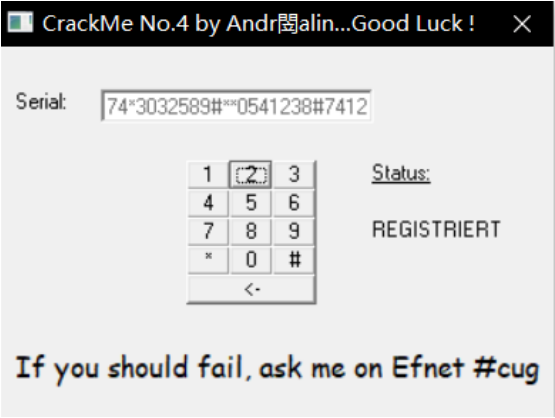 CrackMe No.4 by Andr閠alin...Good Luck !
Serial: 74*3032589#**0541238#7412
1 2 3 Status:
4 5 6
7 8 9 REGISTRIERT
* 0 #
<-
If you should fail, ask me on Efnet #cug